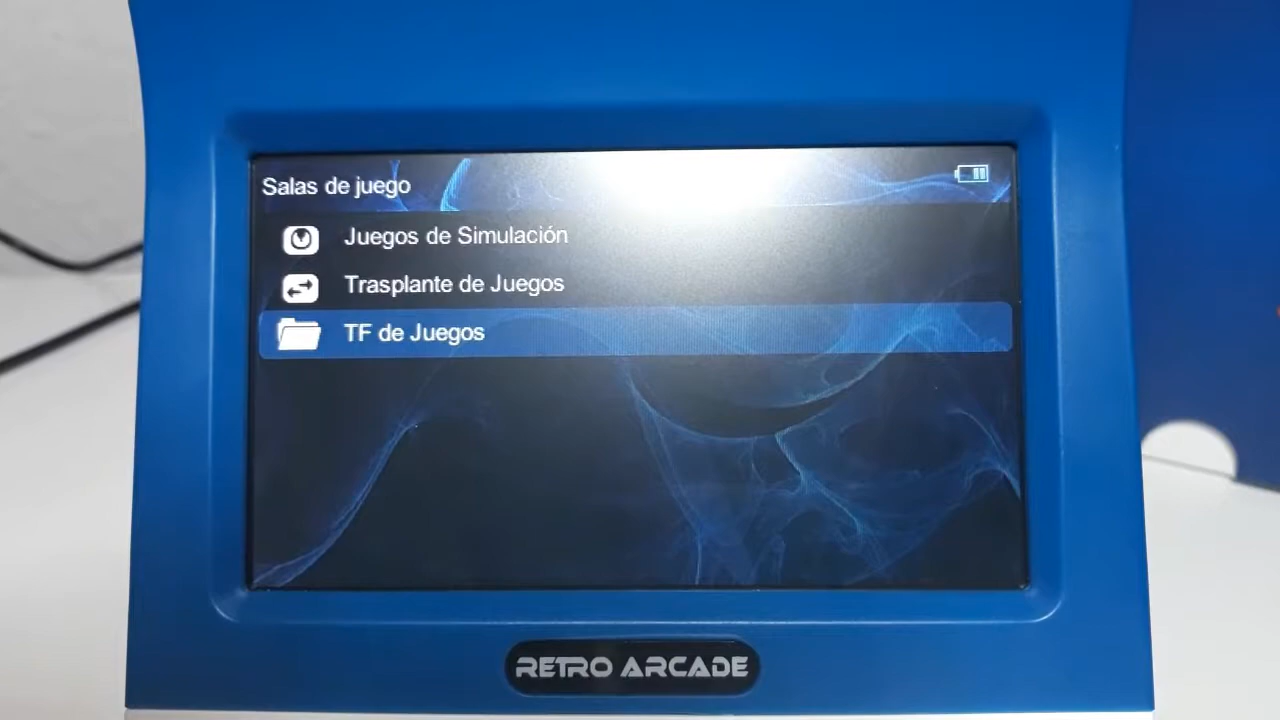 Salas de juego
Juegos de Simulación
Trasplante de Juegos
TF de Juegos
RETRO ARCADE